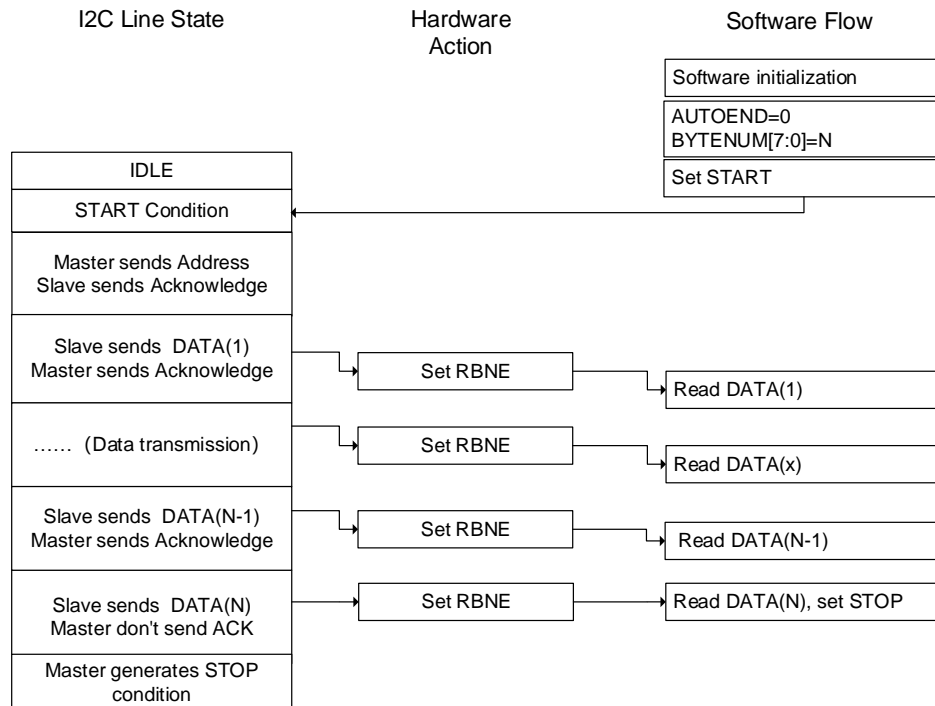 I2C Line State
Hardware
Action
Software Flow
Software initialization
AUTOEND=0
BYTENUM[7:0]=N
Set START
IDLE
START Condition
Master sends Address
Slave sends Acknowledge
Slave sends DATA(1)
Master sends Acknowledge
Set RBNE
Read DATA(1)
...... (Data transmission)
Set RBNE
Read DATA(x)
Slave sends DATA(N-1)
Master sends Acknowledge
Set RBNE
Read DATA(N-1)
Slave sends DATA(N)
Master don't send ACK
Set RBNE
Read DATA(N), set STOP
Master generates STOP
condition